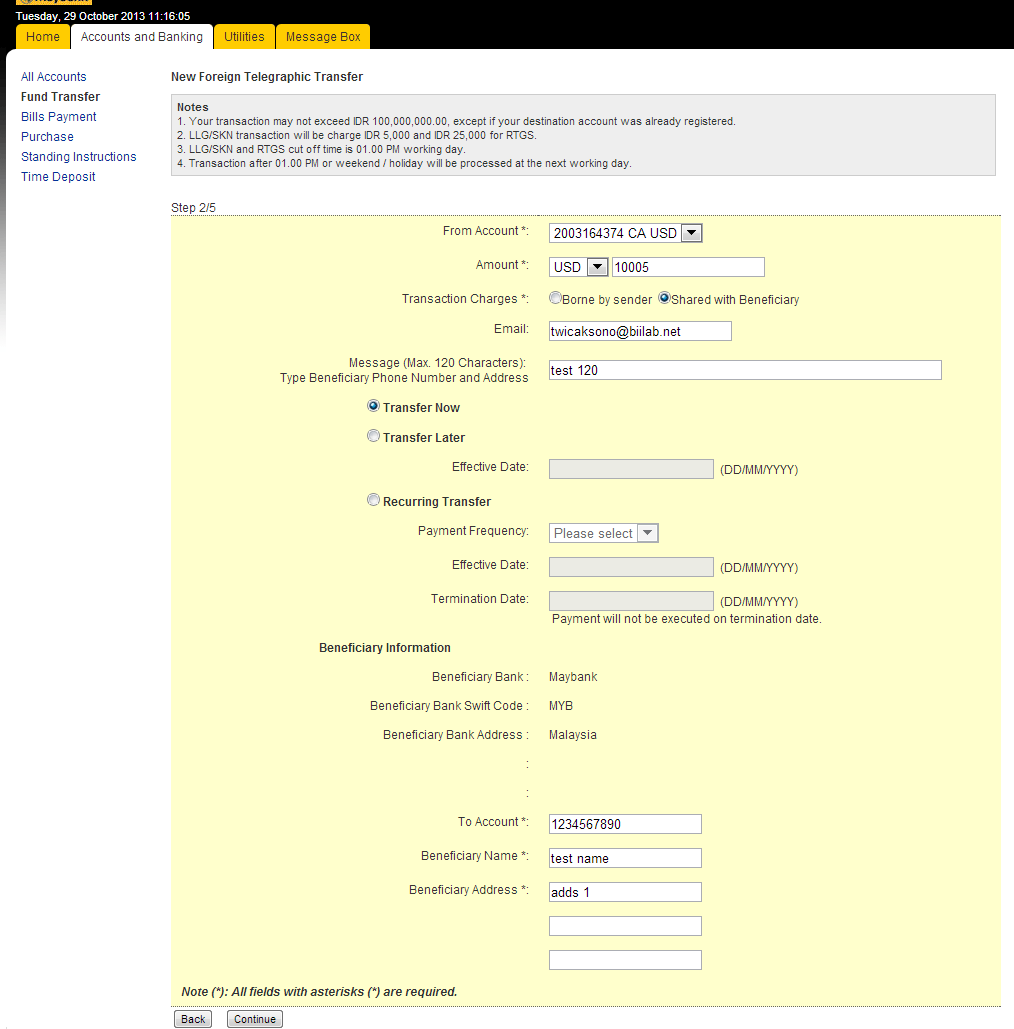 Tuesday, 29 October 2013 11:16:05
Home Accounts and Banking Utilities Message Box
All Accounts
Fund Transfer
Bills Payment
Purchase
Standing Instructions
Time Deposit
New Foreign Telegraphic Transfer
Notes
1. Your transaction may not exceed IDR 100,000,000.00, except if your destination account was already registered.
2. LLG/SKN transaction will be charge IDR 5,000 and IDR 25,000 for RTGS.
3. LLG/SKN and RTGS cut off time is 01.00 PM working day.
4. Transaction after 01.00 PM or weekend / holiday will be processed at the next working day.
Step 2/5
From Account *: 2003164374 CA USD
Amount *: USD 10005
Transaction Charges *: Borne by sender Shared with Beneficiary
Email: twicaksono@biilab.net
Message (Max. 120 Characters):
Type Beneficiary Phone Number and Address test 120
Transfer Now
Transfer Later
Effective Date: (DD/MM/YYYY)
Recurring Transfer
Payment Frequency: Please select
Effective Date: (DD/MM/YYYY)
Termination Date: (DD/MM/YYYY)
Payment will not be executed on termination date.
Beneficiary Information
Beneficiary Bank : Maybank
Beneficiary Bank Swift Code : MYB
Beneficiary Bank Address : Malaysia
:
:
To Account *: 1234567890
Beneficiary Name *: test name
Beneficiary Address *: adds 1
Note (*): All fields with asterisks (*) are required.
Back Continue